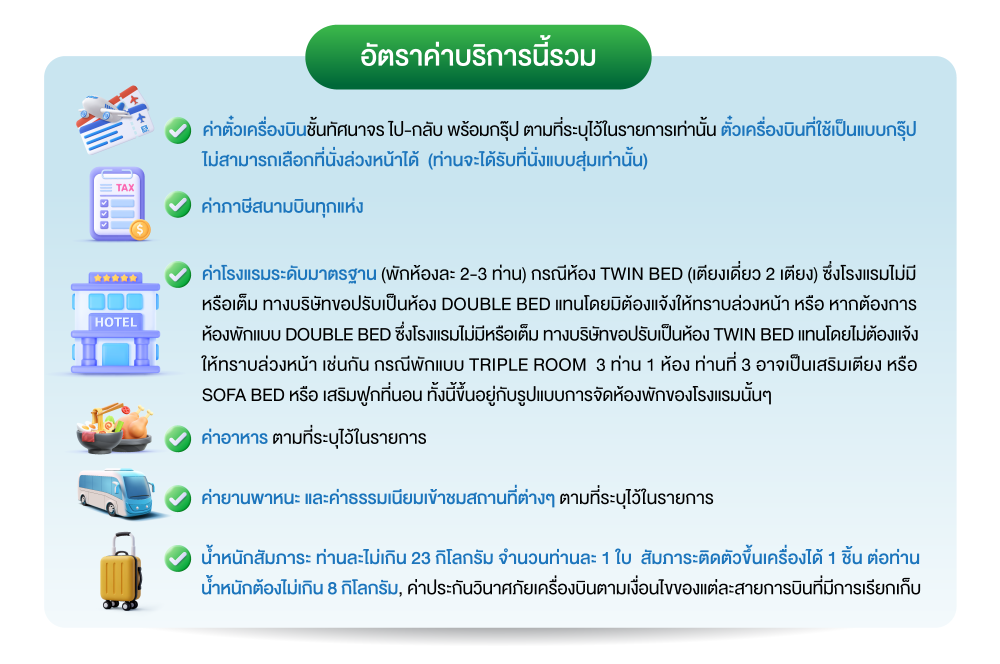 อัตราค่าบริการนี้รวม
ค่าตั๋วเครื่องบินชั้นทัศนาจร ไป-กลับ พร้อมกรุ๊ป ตามที่ระบุไว้ในรายการเท่านั้น ตั๋วเครื่องบินที่ใช้เป็นแบบกรุ๊ป
ไม่สามารถเลือกที่นั่งล่วงหน้าได้ (ท่านจะได้รับที่นั่งแบบสุ่มเท่านั้น)
TAX
ค่าภาษีสนามบินทุกแห่ง
$
ค่าโรงแรมระดับมาตรฐาน (พักห้องละ 2-3 ท่าน) กรณีห้อง TWIN BED (เตียงเดี่ยว 2 เตียง) ซึ่งโรงแรมไม่มี
หรือเต็ม ทางบริษัทขอปรับเป็นห้อง DOUBLE BED แทนโดยมิต้องแจ้งให้ทราบล่วงหน้า หรือ หากต้องการ
HOTEL
ห้องพักแบบ DOUBLE BED ซึ่งโรงแรมไม่มีหรือเต็ม ทางบริษัทขอปรับเป็นห้อง TWIN BED แทนโดยไม่ต้องแจ้ง
ให้ทราบล่วงหน้า เช่นกัน กรณีพักแบบ TRIPLE ROOM 3 ท่าน 1 ห้อง ท่านที่ 3 อาจเป็นเสริมเตียง หรือ
SOFA BED หรือ เสริมฟูกที่นอน ทั้งนี้ขึ้นอยู่กับรูปแบบการจัดห้องพักของโรงแรมนั้นๆ
ค่าอาหาร ตามที่ระบุไว้ในรายการ
ค่ายานพาหนะ และค่าธรรมเนียมเข้าชมสถานที่ต่างๆ ตามที่ระบุไว้ในรายการ
น้ำหนักสัมภาระ ท่านละไม่เกิน 23 กิโลกรัม จำนวนท่านละ 1 ใบ สัมภาระติดตัวขึ้นเครื่องได้ 1 ชิ้น ต่อท่าน
น้ำหนักต้องไม่เกิน 8 กิโลกรัม, ค่าประกันวินาศภัยเครื่องบินตามเงื่อนไขของแต่ละสายการบินที่มีการเรียกเก็บ